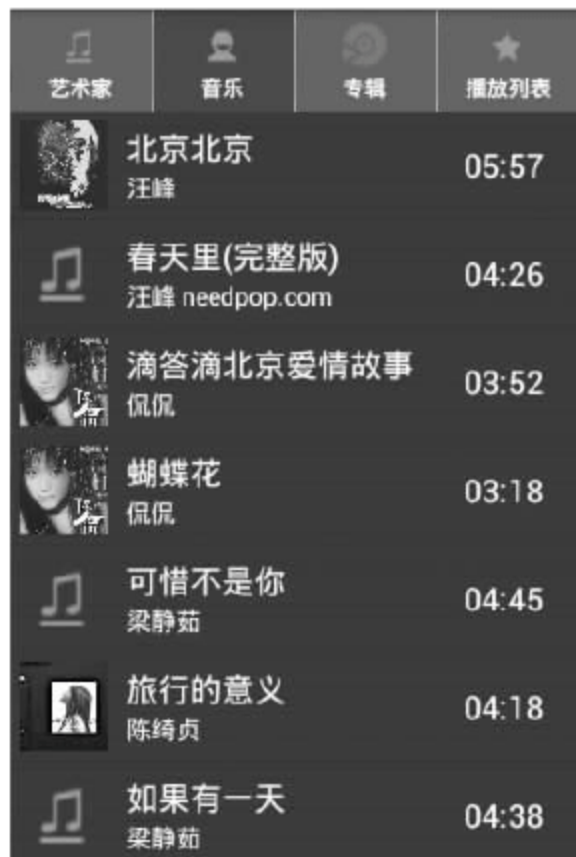 艺术家 音乐 专辑 播放列表
北京北京 05:57
汪峰
春天里(完整版) 04:26
汪峰 needpop.com
滴答滴北京爱情故事 03:52
侃侃
蝴蝶花 03:18
侃侃
可惜不是你 04:45
梁静茹
旅行的意义 04:18
陈绮贞
如果有一天 04:38
梁静茹